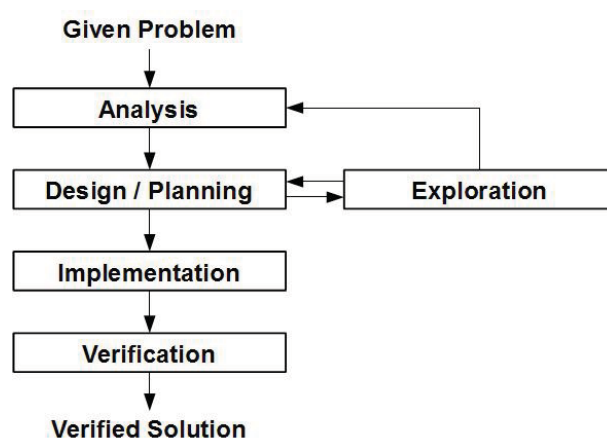 Given Problem
Analysis
Design / Planning
Exploration
Implementation
Verification
Verified Solution